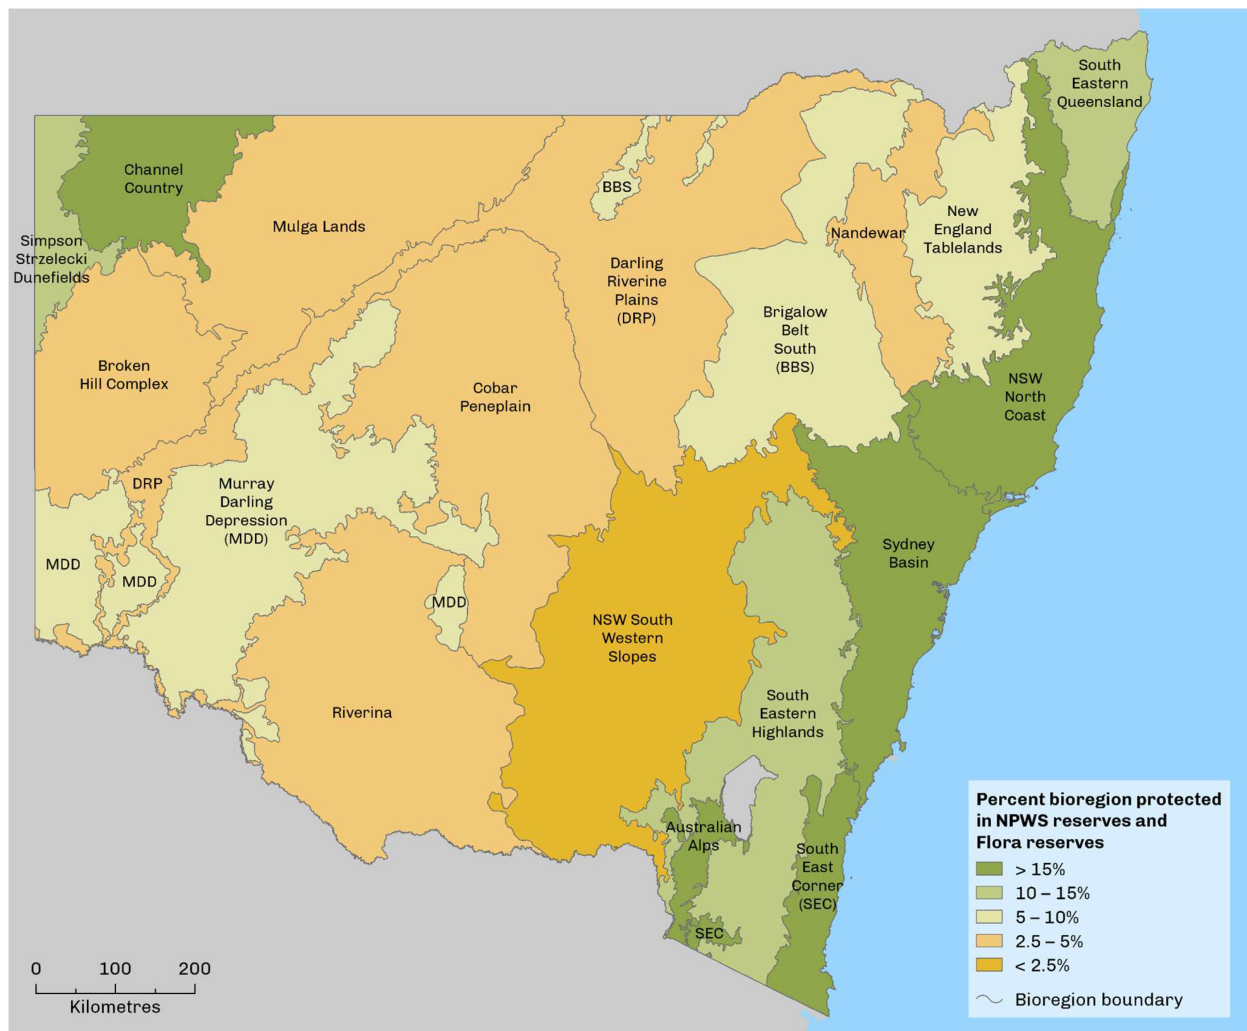 South
Eastern
Queensland
Channel
Country
BBS
Mulga Lands
New
England
Tablelands
Nandewar
Simpson
Strzelecki
Dunefields
Darling
Riverine
Plains
(DRP)
Brigalow
Belt
South
(BBS)
Broken
Hill Complex
Cobar
Peneplain
NSW
North
Coast
DRP
Murray
Darling
Depression
(MDD)
MDD
MDD
MDD
Sydney
Basin
NSW South
Western
Slopes
Riverina
South
Eastern
Highlands
Australian
Alps
South
East
Corner
(SEC)
SEC
Percent bioregion protected
in NPWS reserves and
Flora reserves
> 15%
10 – 15%
5 – 10%
2.5 – 5%
< 2.5%
Bioregion boundary
0 100 200
Kilometres